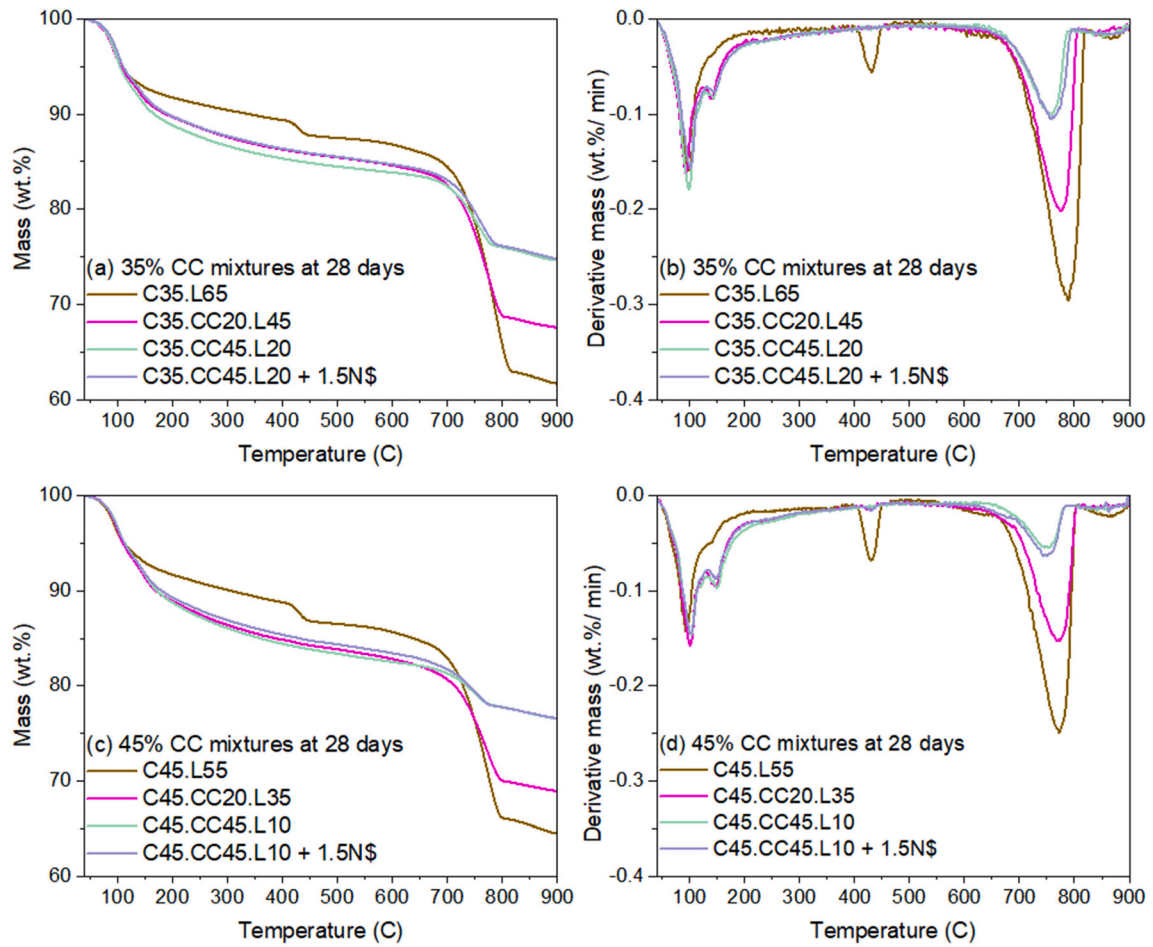 100
90
80
70
60
Mass (wt.%)
(a) 35% CC mixtures at 28 days
C35.L65
C35.CC20.L45
C35.CC45.L20
C35.CC45.L20 + 1.5N$
100 200 300 400 500 600 700 800 900
Temperature (C)
0.0
-0.1
-0.2
-0.3
-0.4
Derivative mass (wt.%/ min)
(b) 35% CC mixtures at 28 days
C35.L65
C35.CC20.L45
C35.CC45.L20
C35.CC45.L20 + 1.5N$
100 200 300 400 500 600 700 800 900
Temperature (C)
100
90
80
70
60
Mass (wt.%)
(c) 45% CC mixtures at 28 days
C45.L55
C45.CC20.L35
C45.CC45.L10
C45.CC45.L10 + 1.5N$
100 200 300 400 500 600 700 800 900
Temperature (C)
0.0
-0.1
-0.2
-0.3
-0.4
Derivative mass (wt.%/ min)
(d) 45% CC mixtures at 28 days
C45.L55
C45.CC20.L35
C45.CC45.L10
C45.CC45.L10 + 1.5N$
100 200 300 400 500 600 700 800 900
Temperature (C)